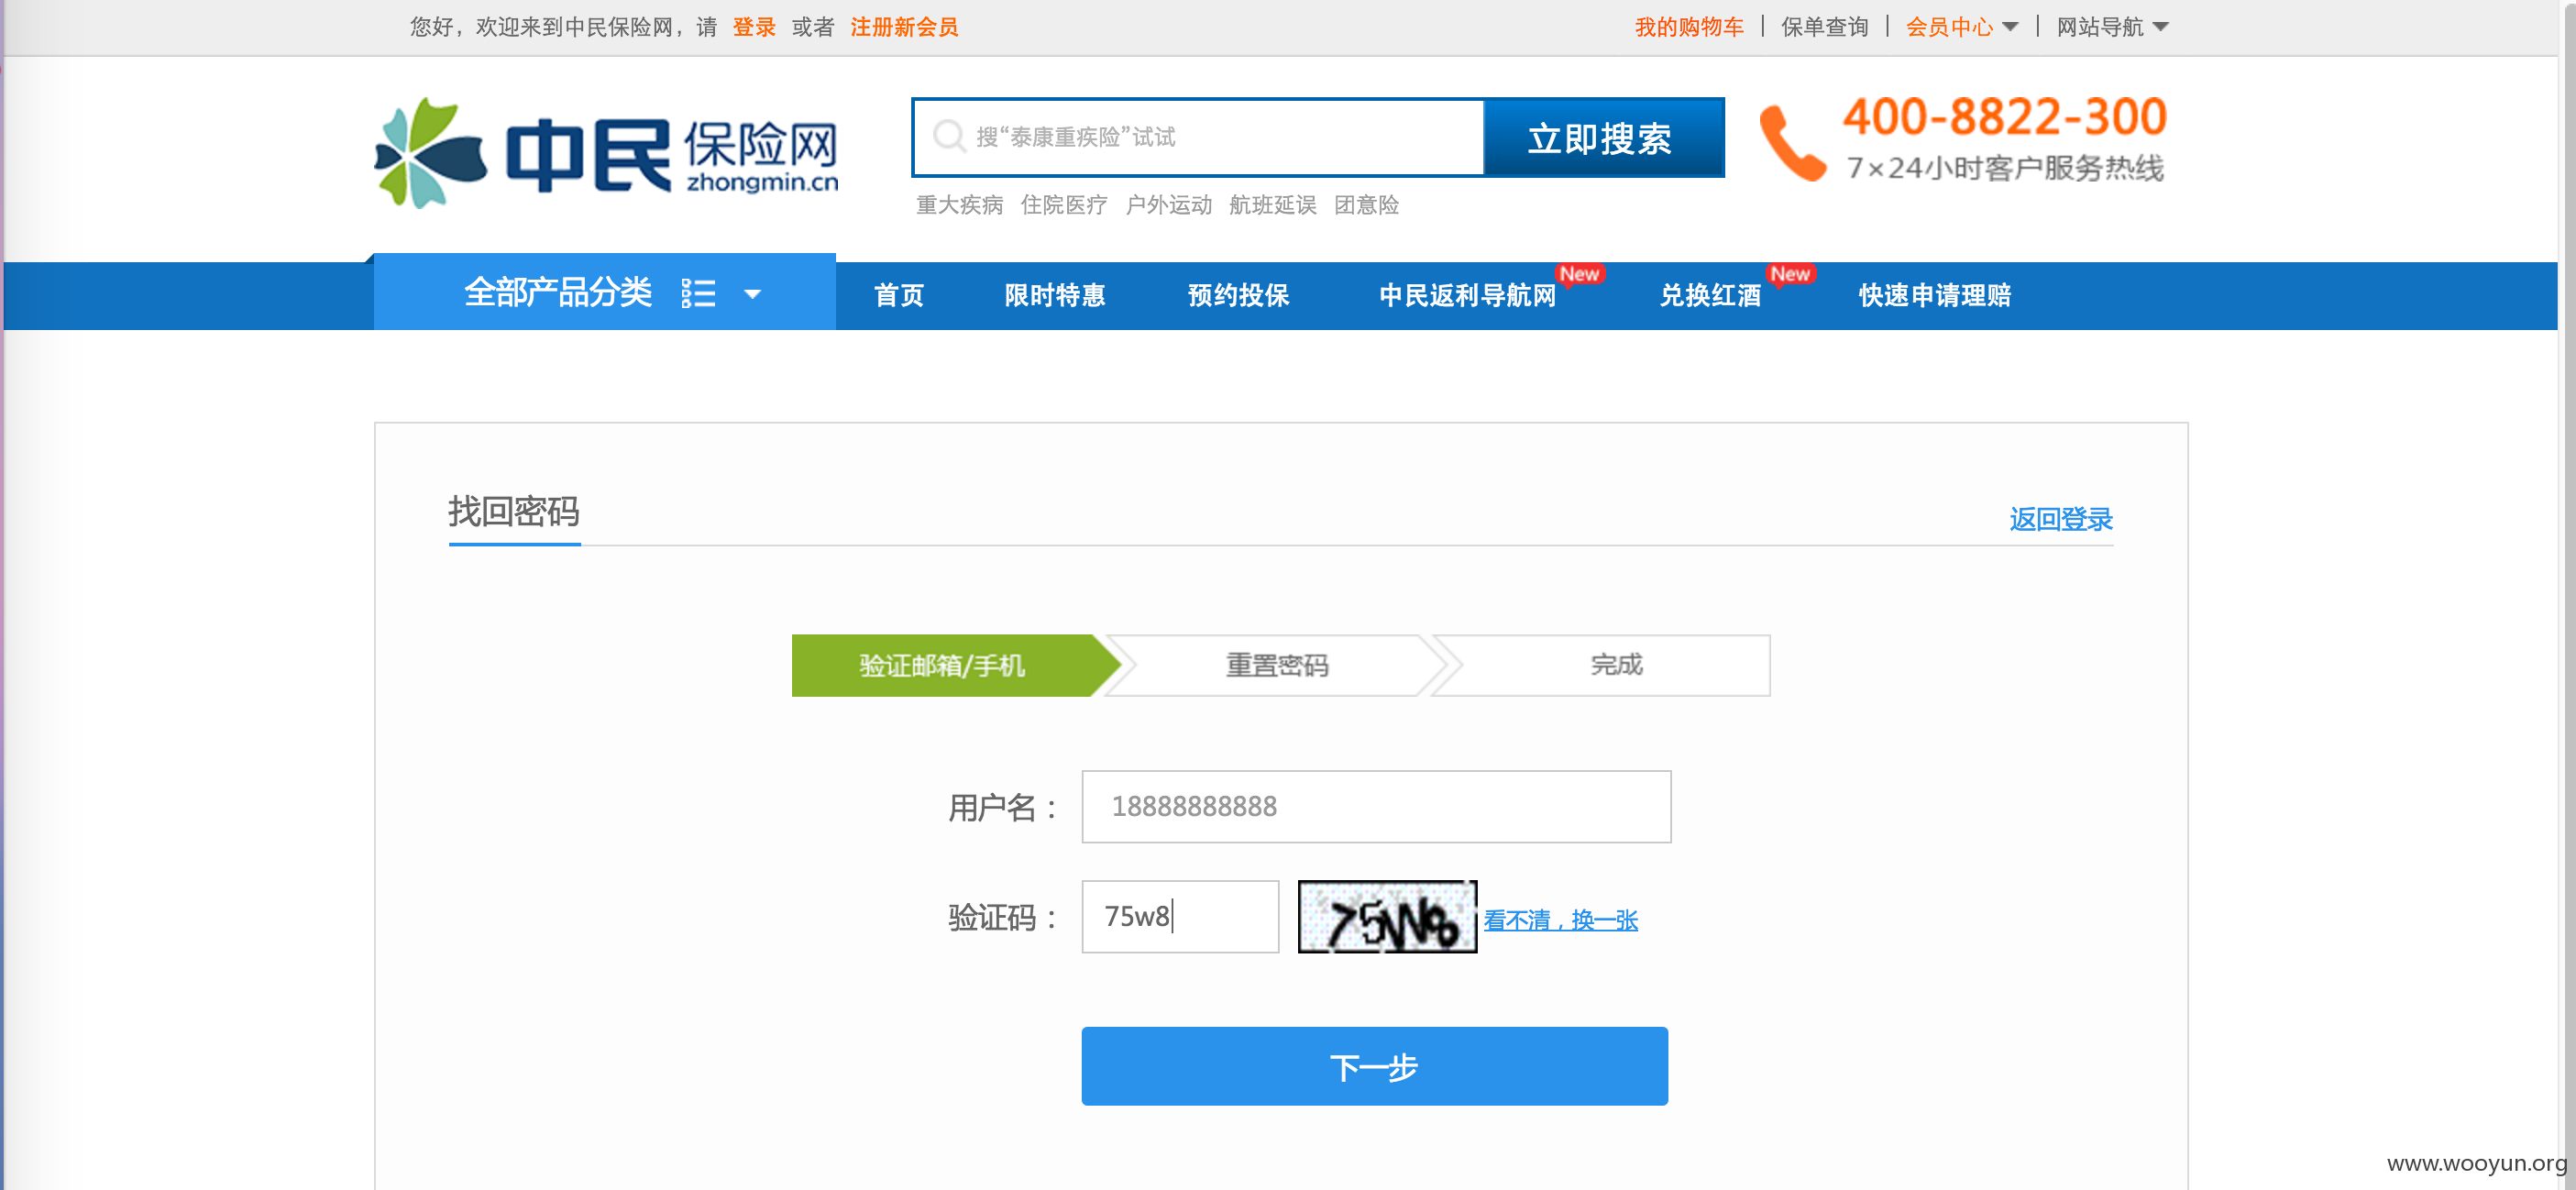 您好，欢迎来到中民保险网，请 登录 或者 注册新会员
我的购物车 | 保单查询 | 会员中心 | 网站导航
中民 保险网
zhongmin.cn
搜“泰康重疾险”试试
立即搜索
400-8822-300
7×24小时客户服务热线
重大疾病 住院医疗 户外运动 航班延误 团意险
全部产品分类
首页 限时特惠 预约投保 中民返利导航网 New 兑换红酒 New 快速申请理赔
找回密码
返回登录
验证邮箱/手机 重置密码 完成
用户名： 18888888888
验证码： 75w8 75W8 看不清，换一张
下一步
www.wooyun.org